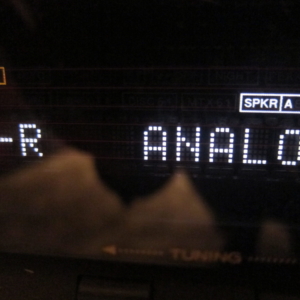 SPKR A
-R ANALO
TUNING